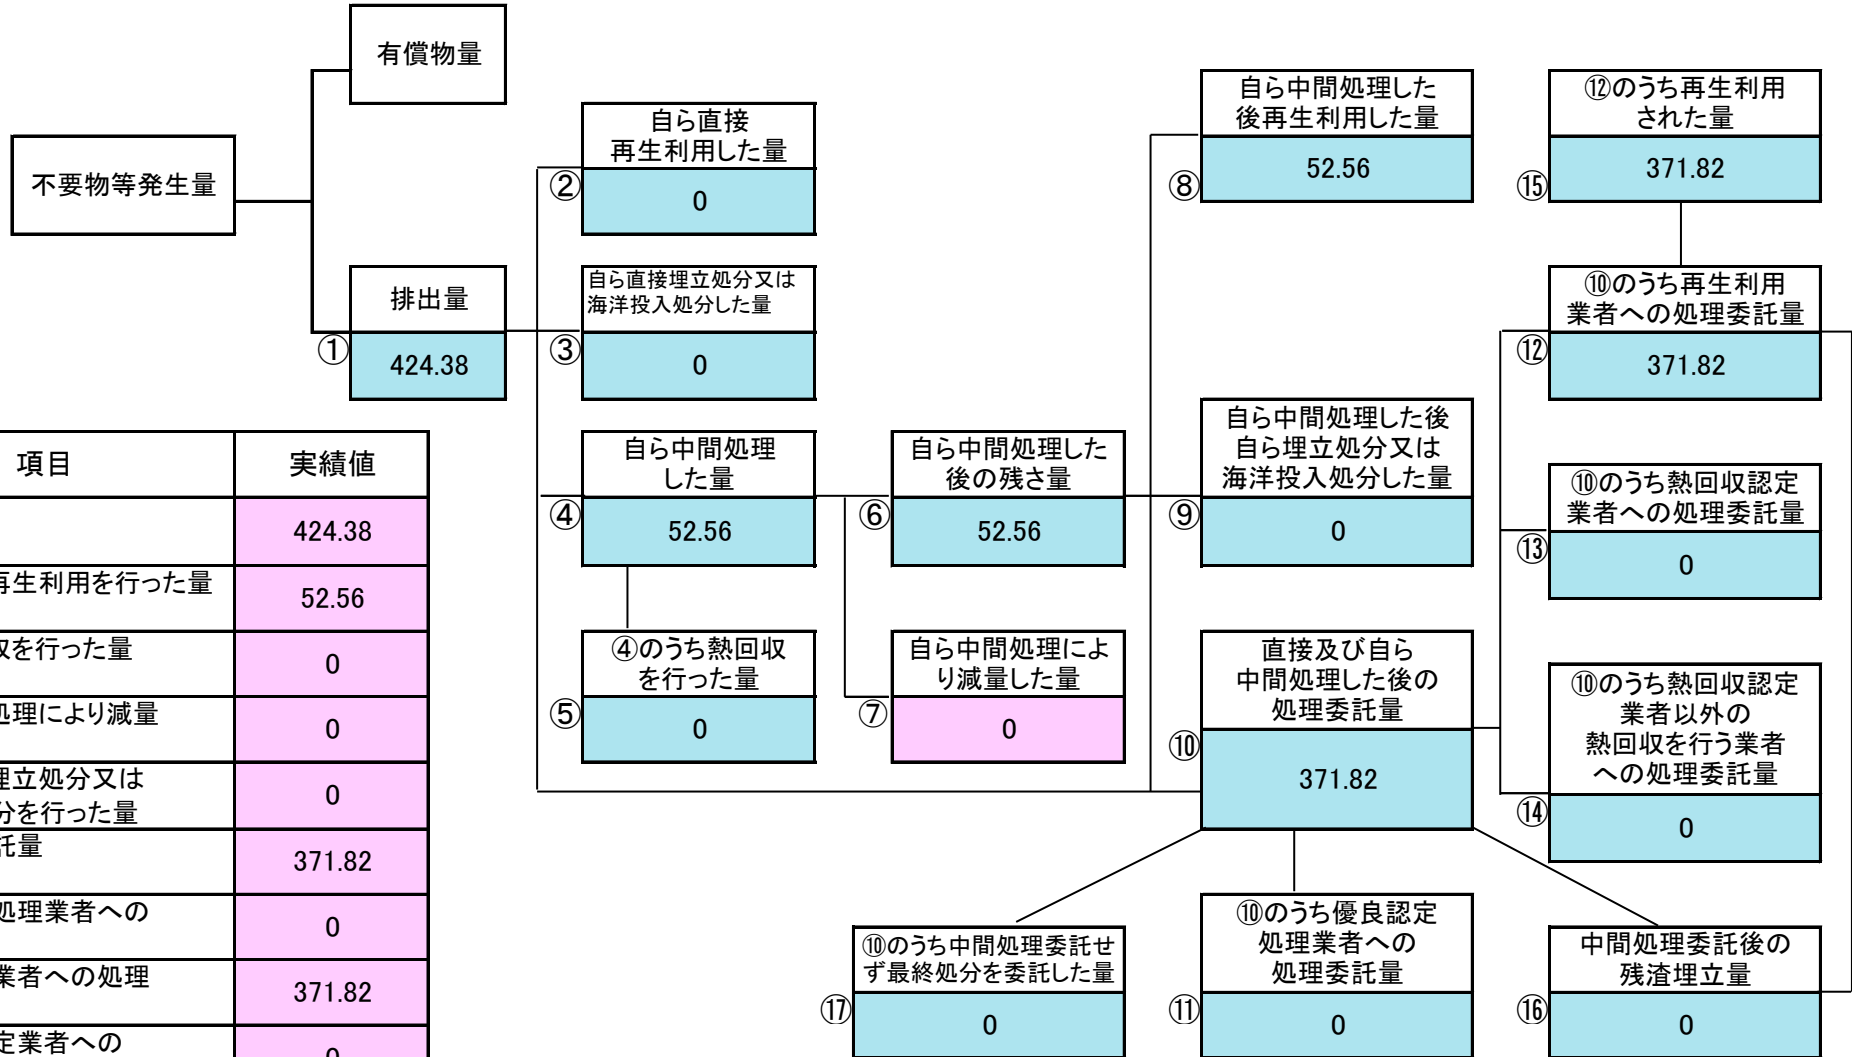 有償物量
不要物等発生量
排出量
①
424.38
自ら直接
再生利用した量
②
0
自ら直接埋立処分又は
海洋投入処分した量
③
0
自ら中間処理
した量
④
52.56
④のうち熱回収
を行った量
⑤
0
自ら中間処理した
後の残さ量
⑥
52.56
自ら中間処理によ
り減量した量
⑦
0
自ら中間処理した
後再生利用した量
⑧
52.56
自ら中間処理した後
自ら埋立処分又は
海洋投入処分した量
⑨
0
直接及び自ら
中間処理した後の
処理委託量
⑩
371.82
⑫のうち再生利用
された量
⑮
371.82
⑩のうち再生利用
業者への処理委託量
⑫
371.82
⑩のうち熱回収認定
業者への処理委託量
⑬
0
⑩のうち熱回収認定
業者以外の
熱回収を行う業者
への処理委託量
⑭
0
⑩のうち中間処理委託せ
ず最終処分を委託した量
⑰
0
⑩のうち優良認定
処理業者への
処理委託量
⑪
0
中間処理委託後の
残渣埋立量
⑯
0
項目 実績値
424.38
再生利用を行った量 52.56
を行った量 0
処理により減量 0
埋立処分又は
分を行った量 0
託量 371.82
処理業者への 0
業者への処理 371.82
定業者への